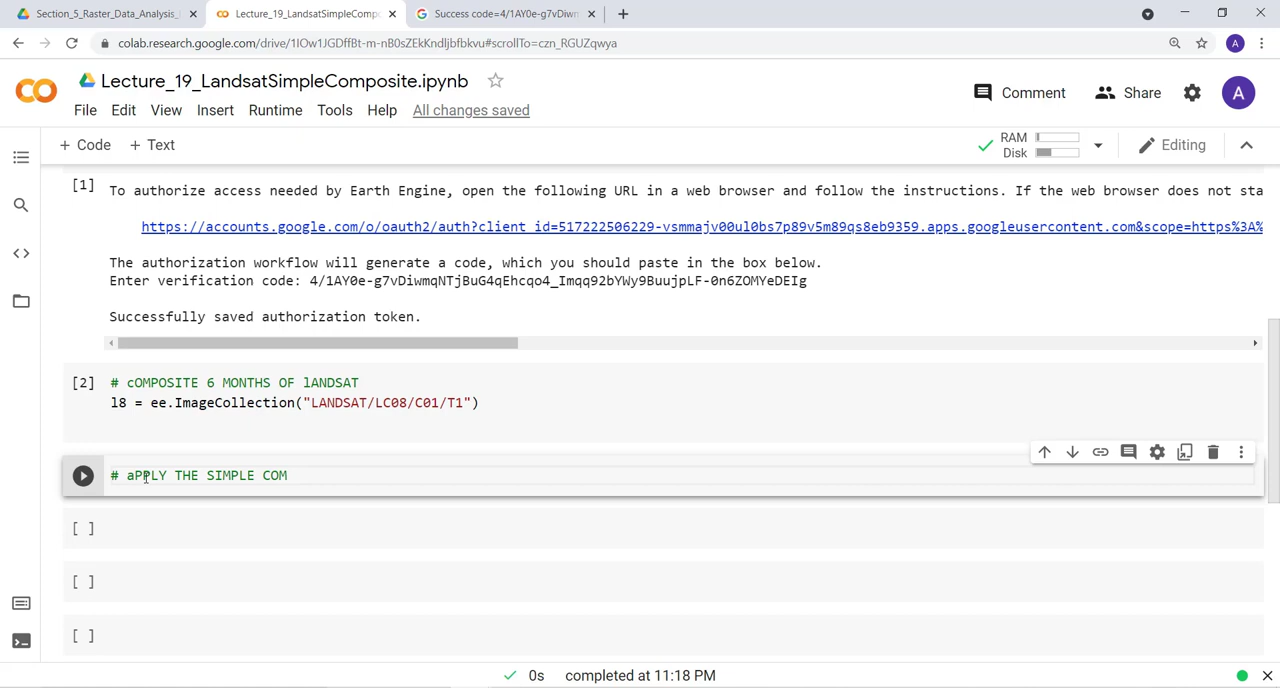 Section_5_Raster_Data_Analysis_
Lecture_19_LandsatSimpleCompo
Success code=4/1AY0e-g7vDiwm
colab.research.google.com/drive/1lOw1JGDffBt-m-nB0sZEkKndljbfbkvu#scrollTo=czn_RGUZqwya
A
CO
Lecture_19_LandsatSimpleComposite.ipynb
Comment
Share
A
File Edit View Insert Runtime Tools Help All changes saved
+ Code + Text
RAM
Disk
Editing
[1] To authorize access needed by Earth Engine, open the following URL in a web browser and follow the instructions. If the web browser does not sta
https://accounts.google.com/o/oauth2/auth?client_id=517222506229-vsmmajv00ul0bs7p89v5m89qs8eb9359.apps.googleusercontent.com&scope=https%3A%
The authorization workflow will generate a code, which you should paste in the box below.
Enter verification code: 4/1AY0e-g7vDiwmqNTjBuG4qEhcqo4_Imqq92bYWy9BuujpLF-0n6ZOMYeDEIg
Successfully saved authorization token.
[2] # cOMPOSITE 6 MONTHS OF lANDSAT
l8 = ee.ImageCollection("LANDSAT/LC08/C01/T1")
# aPPLY THE SIMPLE COM
[ ]
[ ]
[ ]
0s completed at 11:18 PM